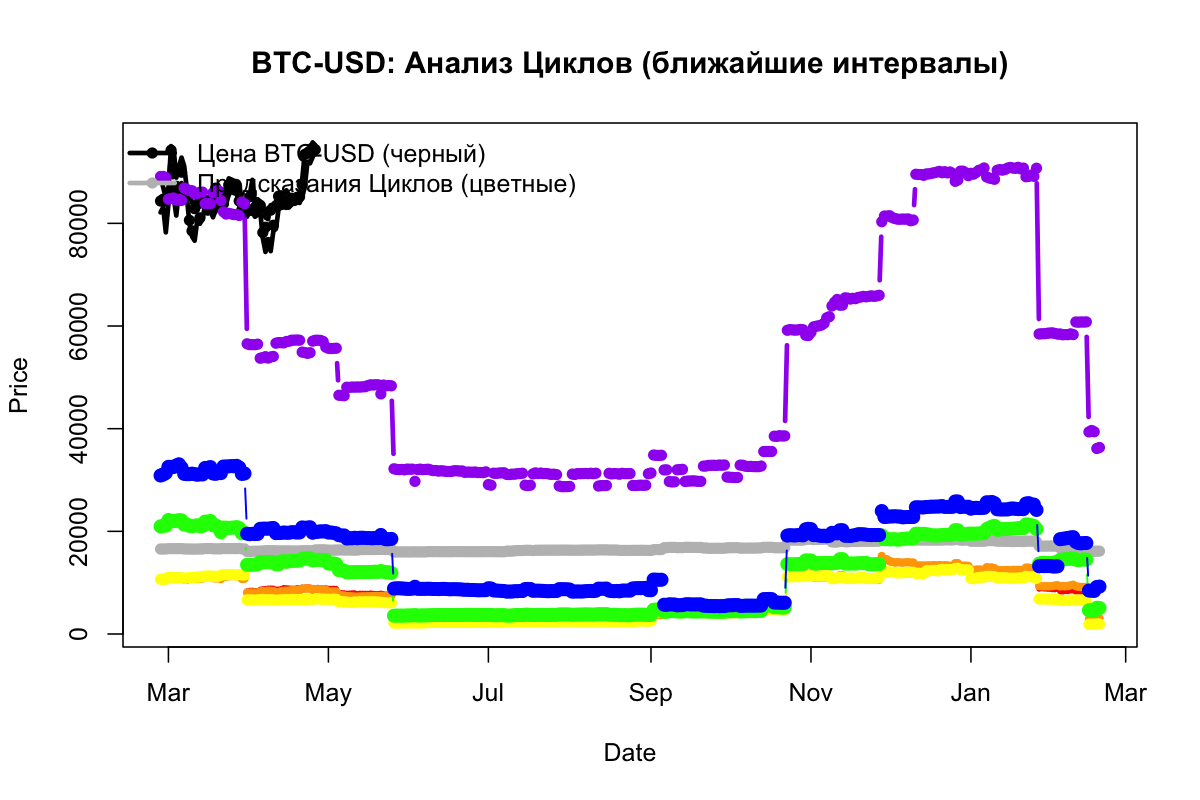 BTC-USD: Анализ Циклов (ближайшие интервалы)
Цена BTC-USD (черный)
Предсказания Циклов (цветные)
Price
80000
60000
40000
20000
0
Mar May Jul Sep Nov Jan Mar
Date